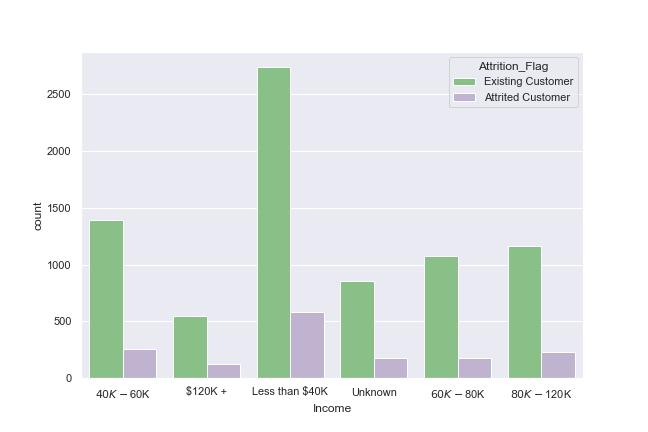 Attrition_Flag
Existing Customer
Attrited Customer
2500
2000
1500
1000
500
0
count
40K − 60K
$120K +
Less than $40K
Unknown
60K − 80K
80K − 120K
Income